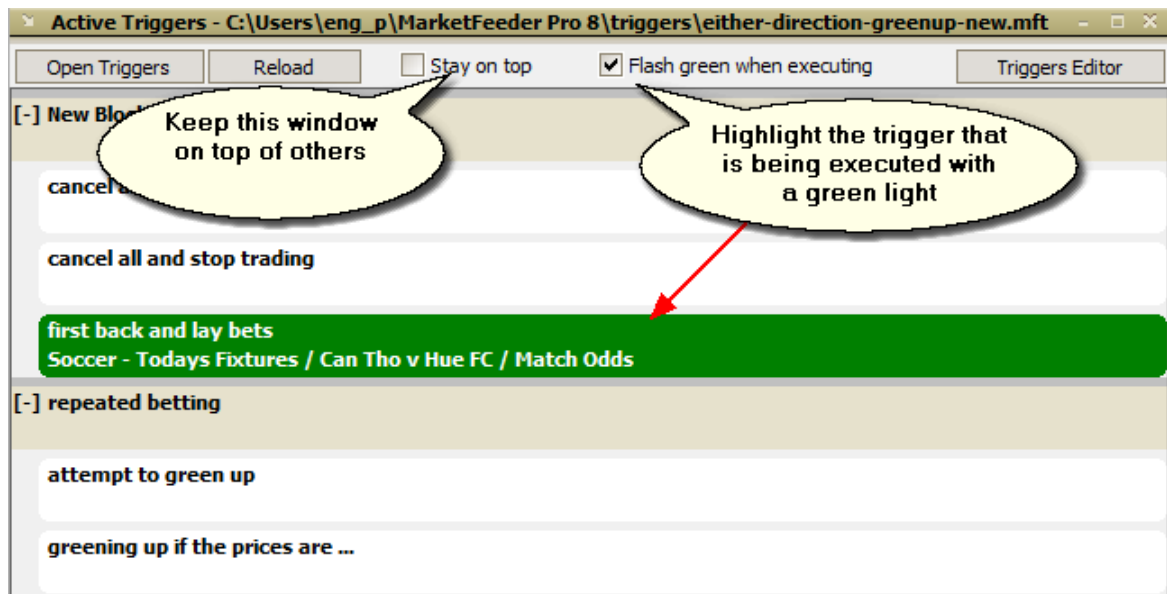 Active Triggers - C:\Users\eng_p\MarketFeeder Pro 8\triggers\either-direction-greenup-new.mft
Open Triggers Reload Stay on top Flash green when executing Triggers Editor
[-] New
Keep this window
on top of others
Highlight the trigger that
is being executed with
a green light
cancel
cancel all and stop trading
first back and lay bets
Soccer - Todays Fixtures / Can Tho v Hue FC / Match Odds
[-] repeated betting
attempt to green up
greening up if the prices are ...